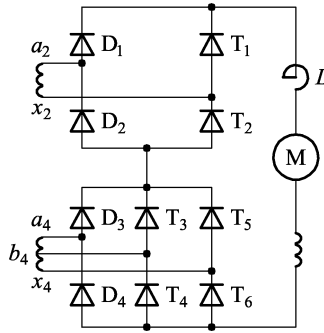 D₁ T₁
a₂
x₂
L
D₂ T₂
M
a₄ D₃ T₃ T₅
b₄
x₄
D₄ T₄ T₆